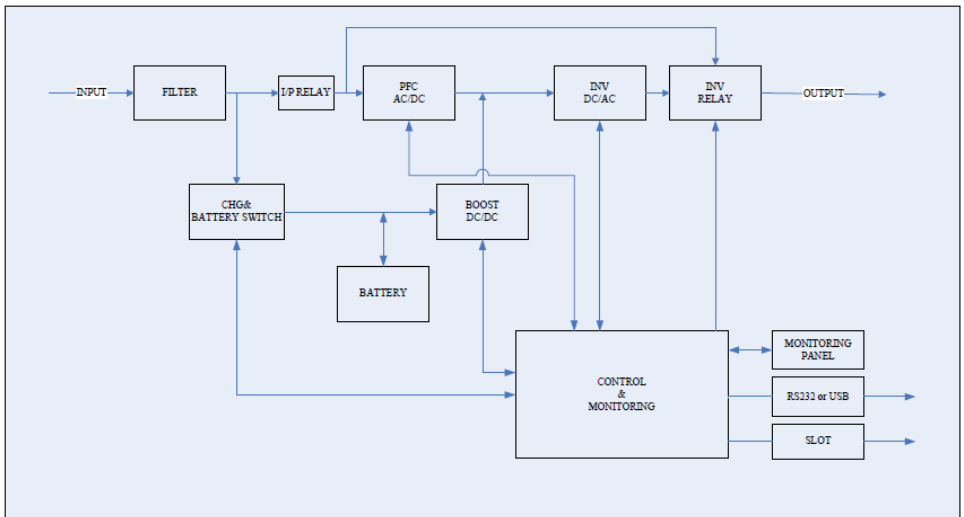 INPUT
FILTER
I/P RELAY
PFC
AC/DC
INV
DC/AC
INV
RELAY
OUTPUT
CHG&
BATTERY SWITCH
BOOST
DC/DC
BATTERY
CONTROL
&
MONITORING
MONITORING
PANEL
RS232 or USB
SLOT